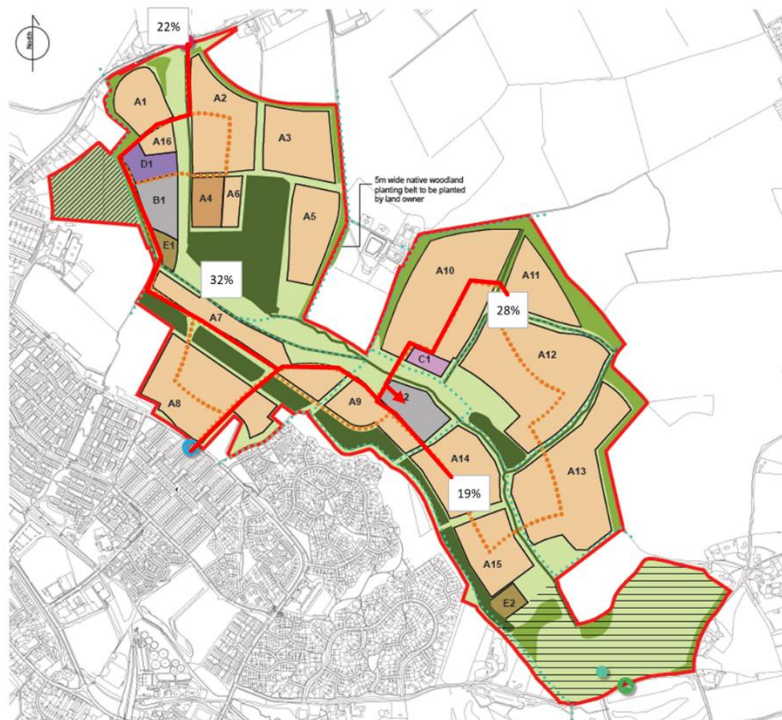 North
22%
A1
A2
A16
A3
D1
A4
A6
5m wide native woodland
planting belt to be planted
by land owner
B1
A5
E1
A10
A11
32%
28%
A7
C1
A12
A8
A9
2
A14
A13
19%
A15
E2